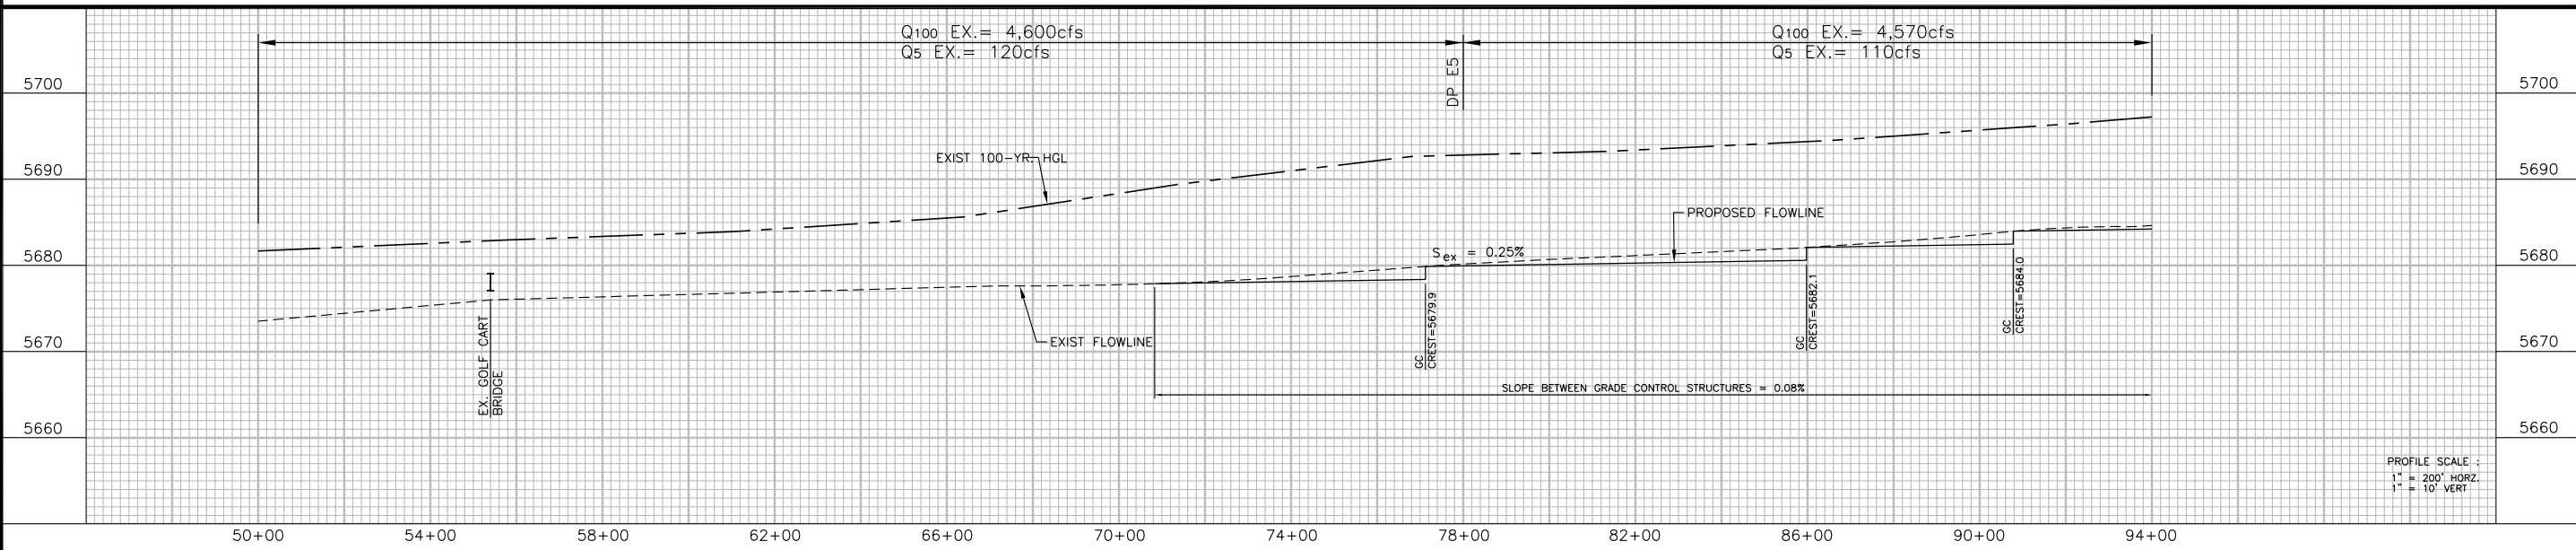 Q100 EX.= 4,600cfs
Q5 EX.= 120cfs
Q100 EX.= 4,570cfs
Q5 EX.= 110cfs
DP E5
5700
5700
EXIST 100-YR. HGL
5690
5690
PROPOSED FLOWLINE
Sex = 0.25%
5680
5680
EX. GOLF CART
BRIDGE
EXIST FLOWLINE
GC
CREST=5679.9
GC
CREST=5682.1
GC
CREST=5684.0
5670
5670
SLOPE BETWEEN GRADE CONTROL STRUCTURES = 0.08%
5660
5660
PROFILE SCALE :
1" = 200' HORZ.
1" = 10' VERT
50+00 54+00 58+00 62+00 66+00 70+00 74+00 78+00 82+00 86+00 90+00 94+00